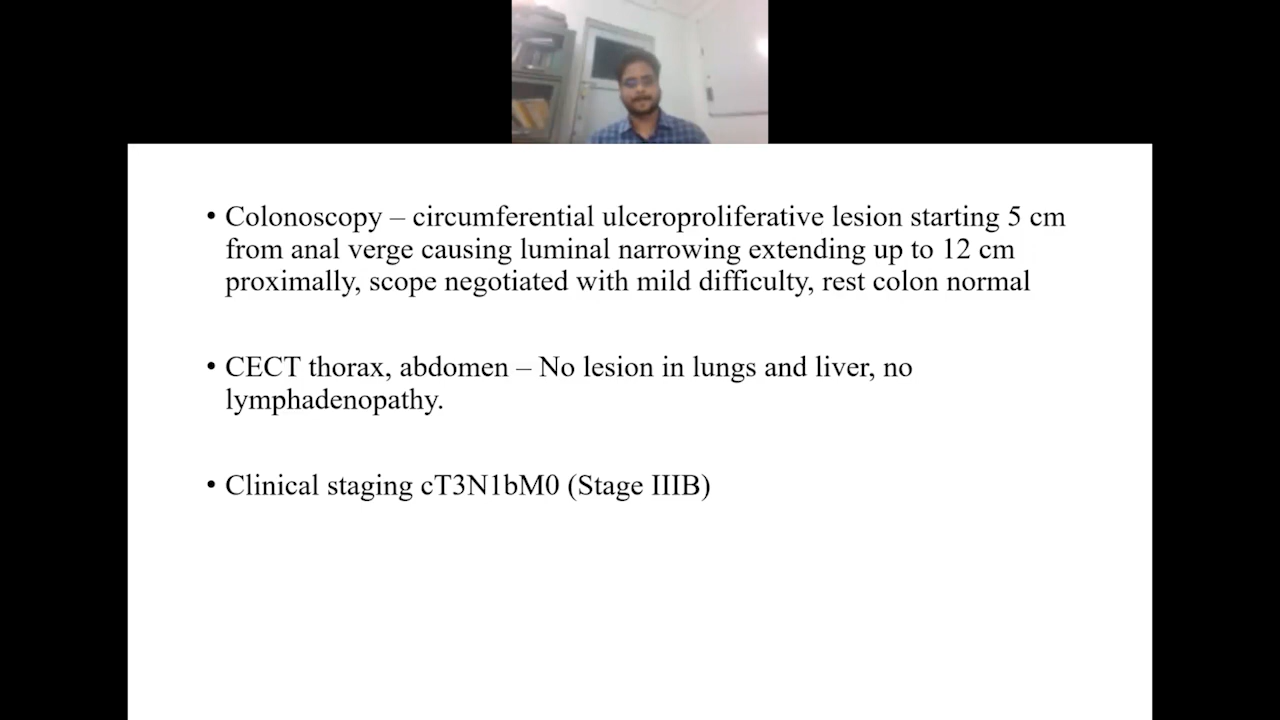 • Colonoscopy – circumferential ulceroproliferative lesion starting 5 cm
from anal verge causing luminal narrowing extending up to 12 cm
proximally, scope negotiated with mild difficulty, rest colon normal
• CECT thorax, abdomen – No lesion in lungs and liver, no
lymphadenopathy.
• Clinical staging cT3N1bM0 (Stage IIIB)